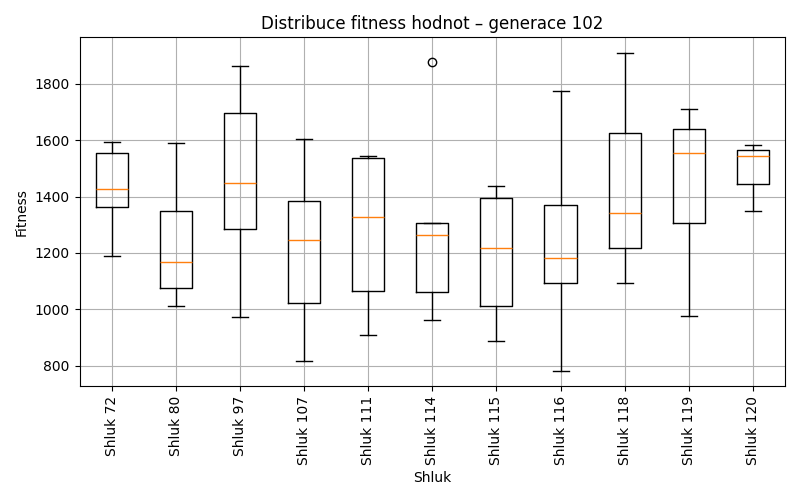 Distribuce fitness hodnot – generace 102
Fitness
1800
1600
1400
1200
1000
800
Shluk 72
Shluk 80
Shluk 97
Shluk 107
Shluk 111
Shluk 114
Shluk 115
Shluk 116
Shluk 118
Shluk 119
Shluk 120
Shluk